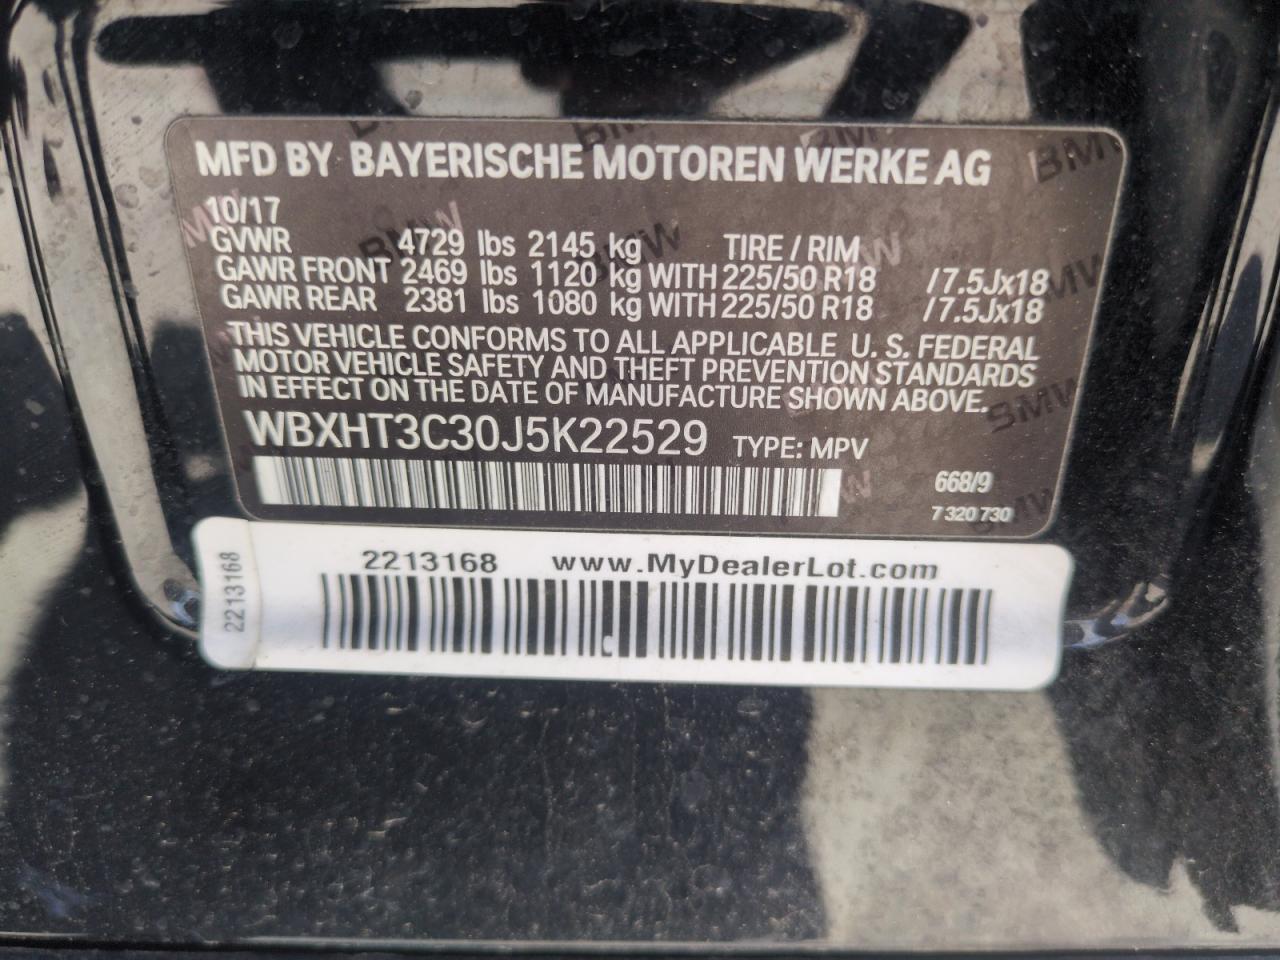 MFD BY BAYERISCHE MOTOREN WERKE AG
10/17
GVWR 4729 lbs 2145 kg TIRE / RIM
GAWR FRONT 2469 lbs 1120 kg WITH 225/50 R18 /7.5Jx18
GAWR REAR 2381 lbs 1080 kg WITH 225/50 R18 /7.5Jx18
THIS VEHICLE CONFORMS TO ALL APPLICABLE U. S. FEDERAL
MOTOR VEHICLE SAFETY AND THEFT PREVENTION STANDARDS
IN EFFECT ON THE DATE OF MANUFACTURE SHOWN ABOVE.
WBXHT3C30J5K22529 TYPE: MPV
668/9
7 320 730
2213168 www.MyDealerLot.com
2213168